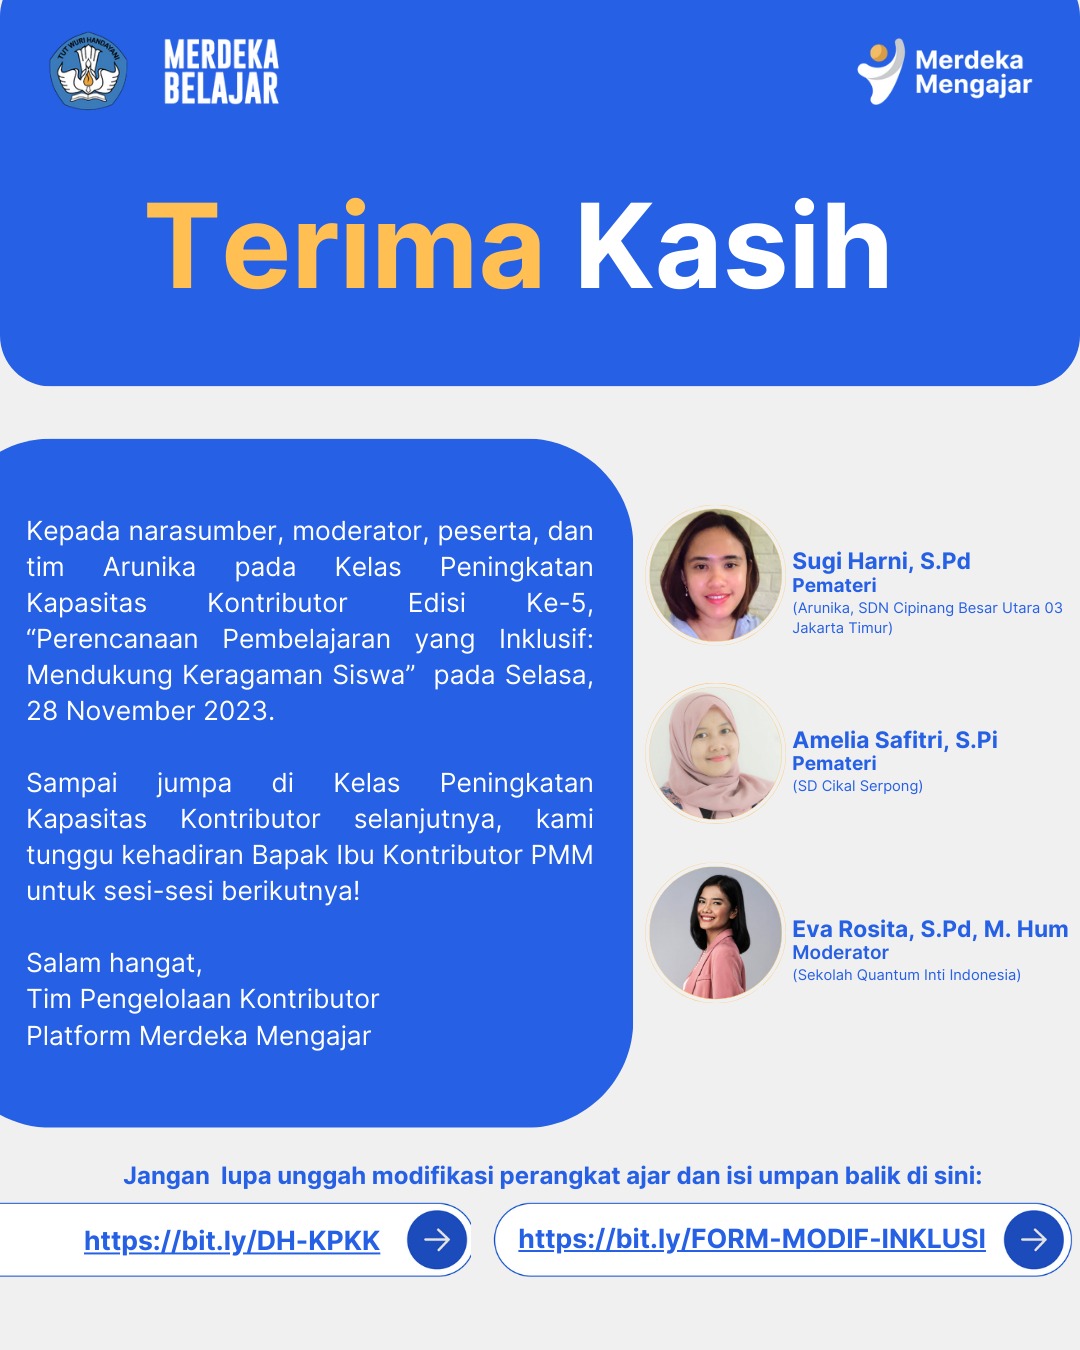 TUT WURI HANDAYANI
MERDEKA
BELAJAR
Merdeka
Mengajar
Terima Kasih
Kepada narasumber, moderator, peserta, dan
tim Arunika pada Kelas Peningkatan
Kapasitas Kontributor Edisi Ke-5,
“Perencanaan Pembelajaran yang Inklusif:
Mendukung Keragaman Siswa” pada Selasa,
28 November 2023.
Sampai jumpa di Kelas Peningkatan
Kapasitas Kontributor selanjutnya, kami
tunggu kehadiran Bapak Ibu Kontributor PMM
untuk sesi-sesi berikutnya!
Salam hangat,
Tim Pengelolaan Kontributor
Platform Merdeka Mengajar
Sugi Harni, S.Pd
Pemateri
(Arunika, SDN Cipinang Besar Utara 03
Jakarta Timur)
Amelia Safitri, S.Pi
Pemateri
(SD Cikal Serpong)
Eva Rosita, S.Pd, M. Hum
Moderator
(Sekolah Quantum Inti Indonesia)
Jangan lupa unggah modifikasi perangkat ajar dan isi umpan balik di sini:
https://bit.ly/DH-KPKK
https://bit.ly/FORM-MODIF-INKLUSI